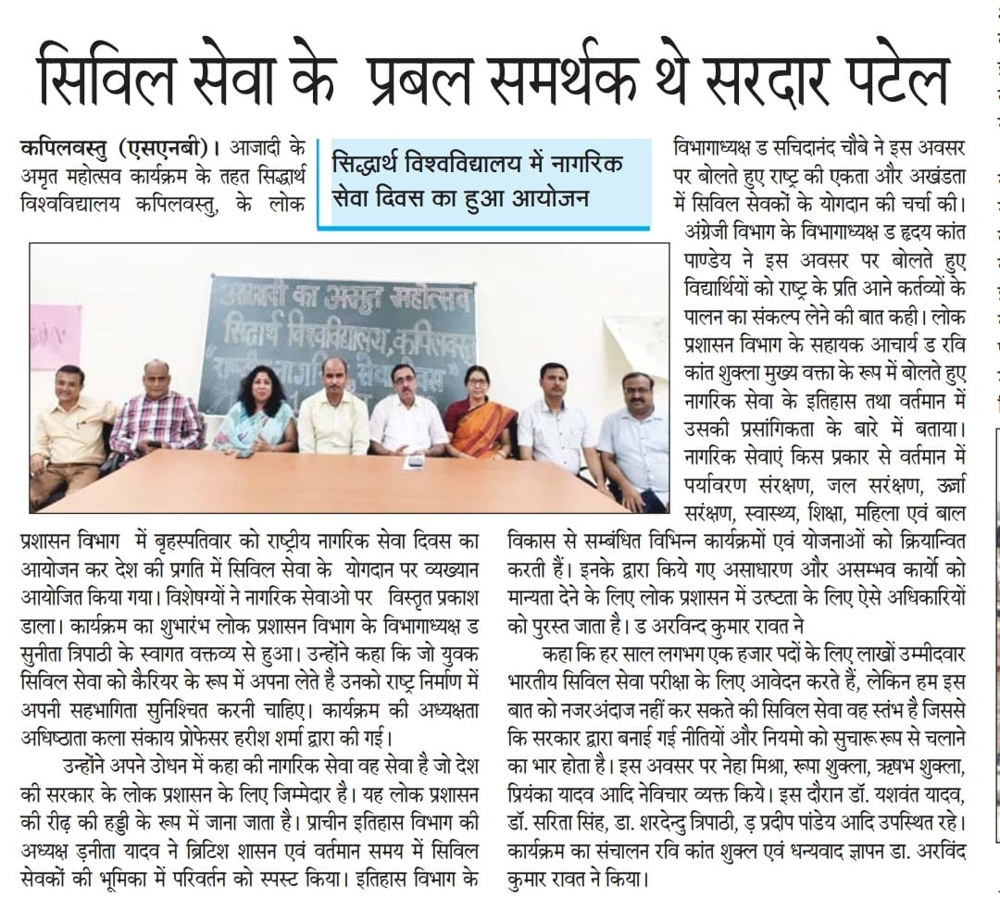 सिविल सेवा के प्रबल समर्थक थे सरदार पटेल
सिद्धार्थ विश्वविद्यालय में नागरिक
सेवा दिवस का हुआ आयोजन
कपिलवस्तु (एसएनबी)। आजादी के
अमृत महोत्सव कार्यक्रम के तहत सिद्धार्थ
विश्वविद्यालय कपिलवस्तु, के लोक
आजादी का अमृत महोत्सव
सिद्धार्थ विश्वविद्यालय, कपिलवस्तु
प्रशासन विभाग में बृहस्पतिवार को राष्ट्रीय नागरिक सेवा दिवस का
आयोजन कर देश की प्रगति में सिविल सेवा के योगदान पर व्यख्यान
आयोजित किया गया। विशेषग्यों ने नागरिक सेवाओ पर विस्तृत प्रकाश
डाला। कार्यक्रम का शुभारंभ लोक प्रशासन विभाग के विभागाध्यक्ष ड
सुनीता त्रिपाठी के स्वागत वक्तव्य से हुआ। उन्होंने कहा कि जो युवक
सिविल सेवा को कैरियर के रूप में अपना लेते है उनको राष्ट्र निर्माण में
अपनी सहभागिता सुनिश्चित करनी चाहिए। कार्यक्रम की अध्यक्षता
अधिष्ठाता कला संकाय प्रोफेसर हरीश शर्मा द्वारा की गई।
उन्होंने अपने उोधन में कहा की नागरिक सेवा वह सेवा है जो देश
की सरकार के लोक प्रशासन के लिए जिम्मेदार है। यह लोक प्रशासन
की रीढ़ की हड्डी के रूप में जाना जाता है। प्राचीन इतिहास विभाग की
अध्यक्ष ड़नीता यादव ने ब्रिटिश शासन एवं वर्तमान समय में सिविल
सेवकों की भूमिका में परिवर्तन को स्पस्ट किया। इतिहास विभाग के
विभागाध्यक्ष ड सचिदानंद चौबे ने इस अवसर
पर बोलते हुए राष्ट्र की एकता और अखंडता
में सिविल सेवकों के योगदान की चर्चा की।
अंग्रेजी विभाग के विभागाध्यक्ष ड हृदय कांत
पाण्डेय ने इस अवसर पर बोलते हुए
विद्यार्थियों को राष्ट्र के प्रति आने कर्तव्यों के
पालन का संकल्प लेने की बात कही। लोक
प्रशासन विभाग के सहायक आचार्य ड रवि
कांत शुक्ला मुख्य वक्ता के रूप में बोलते हुए
नागरिक सेवा के इतिहास तथा वर्तमान में
उसकी प्रसांगिकता के बारे में बताया।
नागरिक सेवाएं किस प्रकार से वर्तमान में
पर्यावरण संरक्षण, जल सरंक्षण, उर्ज़ा
सरंक्षण, स्वास्थ्य, शिक्षा, महिला एवं बाल
विकास से सम्बंधित विभिन्न कार्यक्रमों एवं योजनाओं को क्रियान्वित
करती हैं। इनके द्वारा किये गए असाधारण और असम्भव कार्यो को
मान्यता देने के लिए लोक प्रशासन में उत्ष्टता के लिए ऐसे अधिकारियों
को पुरस्त जाता है। ड अरविन्द कुमार रावत ने
कहा कि हर साल लगभग एक हजार पदों के लिए लाखों उम्मीदवार
भारतीय सिविल सेवा परीक्षा के लिए आवेदन करते हैं, लेकिन हम इस
बात को नजरअंदाज नहीं कर सकते की सिविल सेवा वह स्तंभ है जिससे
कि सरकार द्वारा बनाई गई नीतियों और नियमो को सुचारू रूप से चलाने
का भार होता है। इस अवसर पर नेहा मिश्रा, रूपा शुक्ला, ऋषभ शुक्ला,
प्रियंका यादव आदि नेविचार व्यक्त किये। इस दौरान डॉ. यशवंत यादव,
डॉ. सरिता सिंह, डा. शरदेन्दु त्रिपाठी, ड़ प्रदीप पांडेय आदि उपस्थित रहे।
कार्यक्रम का संचालन रवि कांत शुक्ल एवं धन्यवाद ज्ञापन डा. अरविंद
कुमार रावत ने किया।